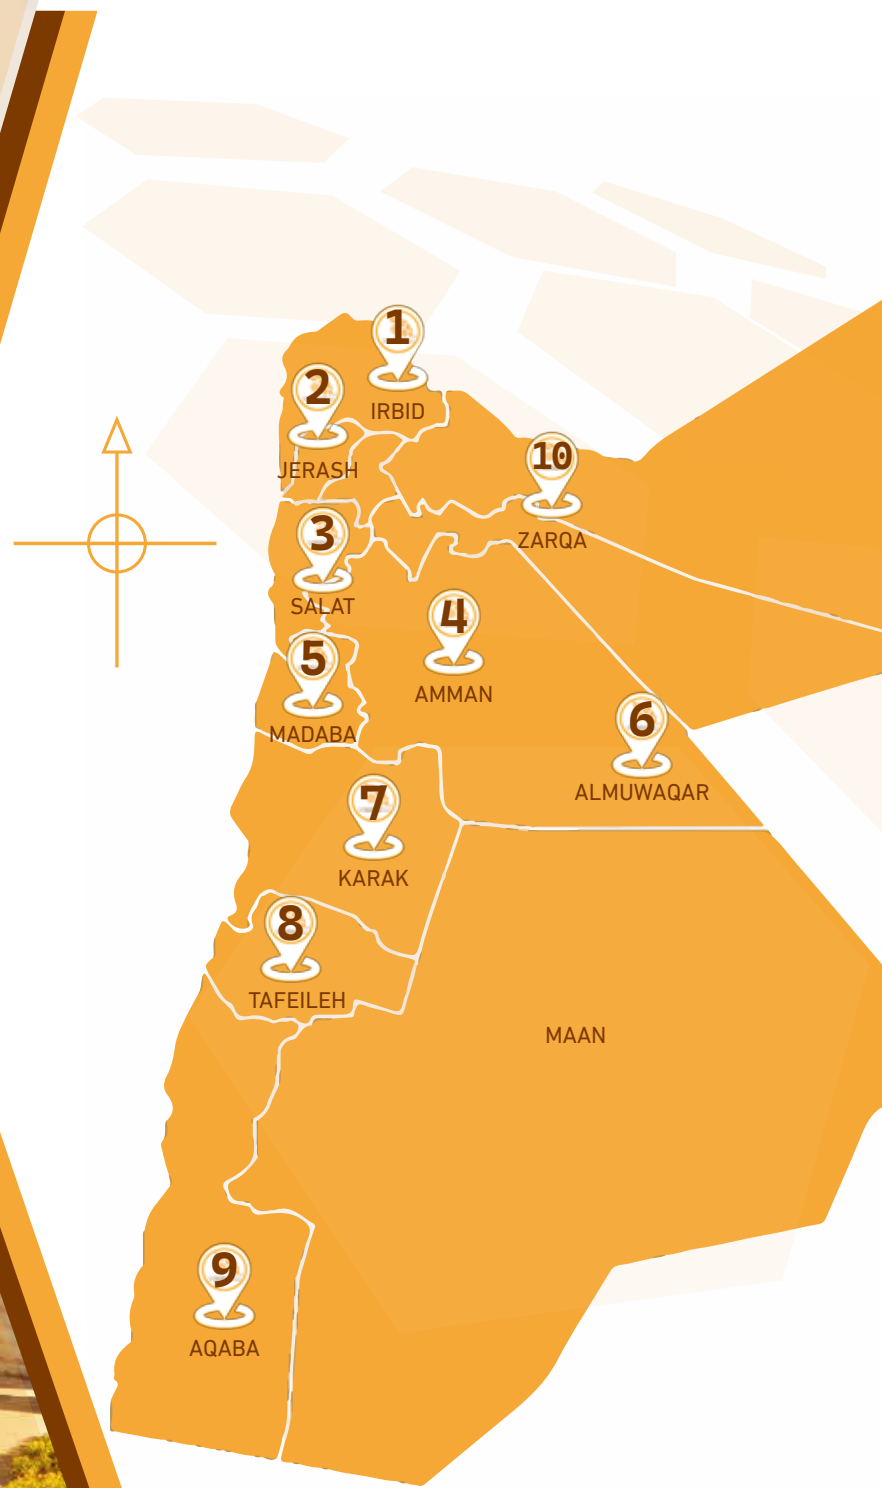 1
IRBID
2
JERASH
10
ZARQA
3
SALAT
4
AMMAN
5
MADABA
6
ALMUWAQAR
7
KARAK
8
TAFEILEH
MAAN
9
AQABA